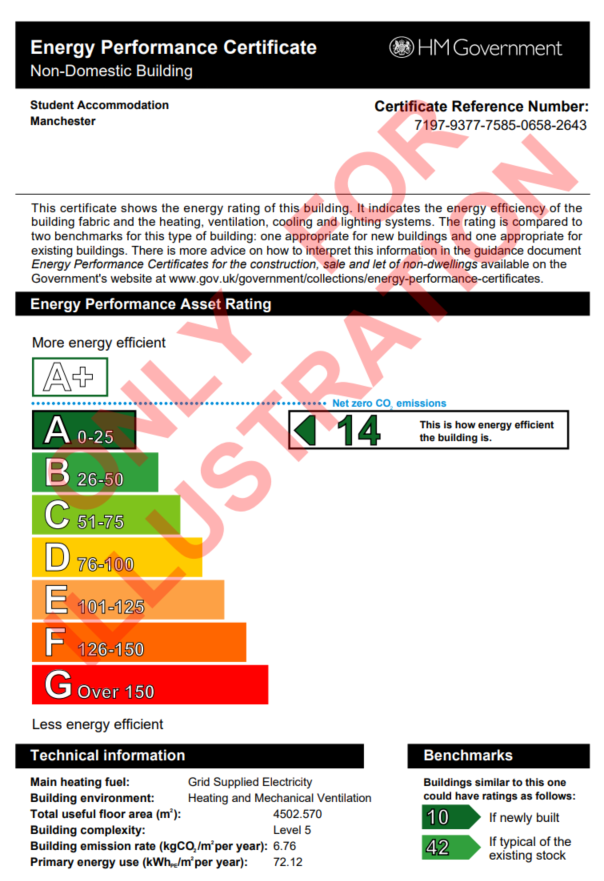 Energy Performance Certificate
HM Government
Non-Domestic Building
Student Accommodation
Manchester
Certificate Reference Number:
7197-9377-7585-0658-2643
This certificate shows the energy rating of this building. It indicates the energy efficiency of the
building fabric and the heating, ventilation, cooling and lighting systems. The rating is compared to
two benchmarks for this type of building: one appropriate for new buildings and one appropriate for
existing buildings. There is more advice on how to interpret this information in the guidance document
Energy Performance Certificates for the construction, sale and let of non-dwellings available on the
Government's website at www.gov.uk/government/collections/energy-performance-certificates.
Energy Performance Asset Rating
More energy efficient
A+
Net zero CO₂ emissions
A 0-25
14
This is how energy efficient
the building is.
B 26-50
C 51-75
D 76-100
E 101-125
F 126-150
G Over 150
Less energy efficient
Technical information
Main heating fuel: Grid Supplied Electricity
Building environment: Heating and Mechanical Ventilation
Total useful floor area (m²): 4502.570
Building complexity: Level 5
Building emission rate (kgCO₂/m²per year): 6.76
Primary energy use (kWhPE/m²per year): 72.12
Benchmarks
Buildings similar to this one
could have ratings as follows:
10 If newly built
42 If typical of the
existing stock
ONLY FOR
ILLUSTRATION